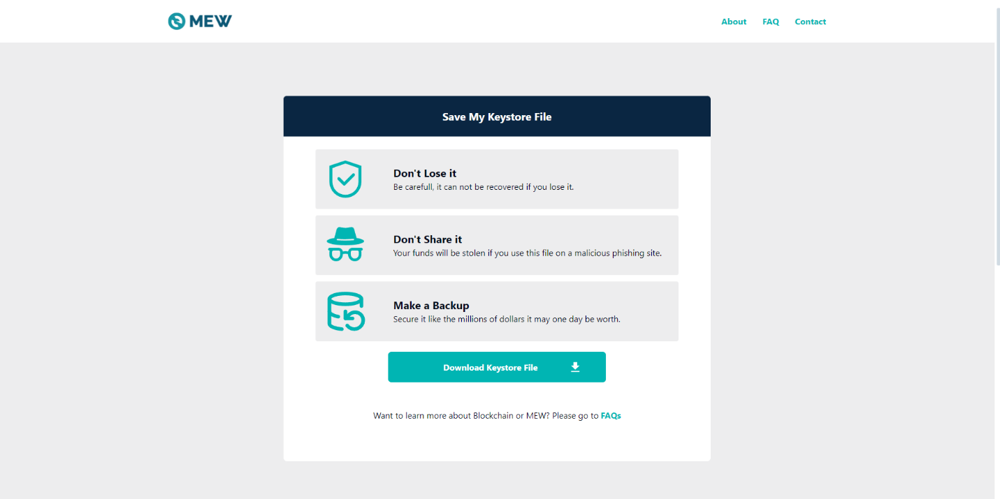 MEW
About FAQ Contact
Save My Keystore File
Don't Lose it
Be carefull, it can not be recovered if you lose it.
Don't Share it
Your funds will be stolen if you use this file on a malicious phishing site.
Make a Backup
Secure it like the millions of dollars it may one day be worth.
Download Keystore File
Want to learn more about Blockchain or MEW? Please go to FAQs